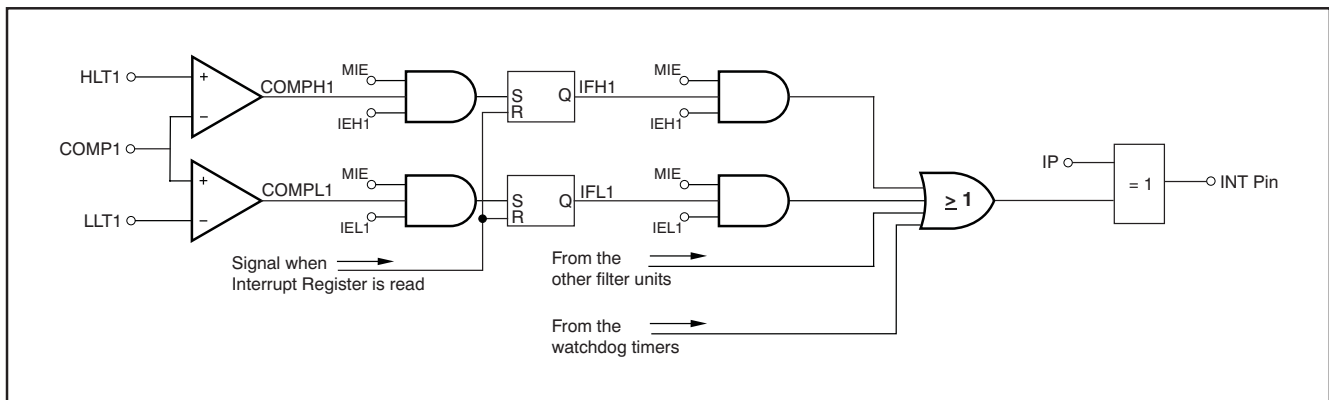 HLT1
+
−
COMPH1
MIE
IEH1
S
R
Q
IFH1
MIE
IEH1
COMP1
LLT1
+
−
COMPL1
MIE
IEL1
S
R
Q
IFL1
MIE
IEL1
≥ 1
IP
= 1
INT Pin
Signal when
Interrupt Register is read
From the
other filter units
From the
watchdog timers